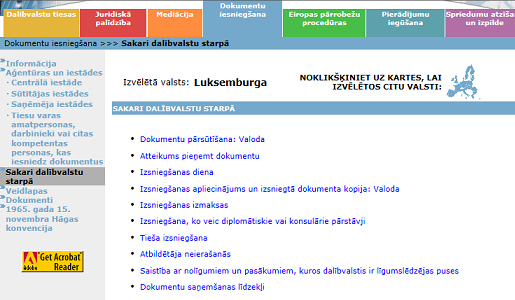 Dalībvalstu tiesas
Juridiskā
palīdzība
Mediācija
Dokumentu
iesniegšana
Eiropas pārrobežu
procedūras
Pierādījumu
iegūšana
Spriedumu atzīša
un izpilde
Dokumentu iesniegšana >>> Sakari dalībvalstu starpā
Informācija
Aģentūras un iestādes
Centrālā iestāde
Sūtītājas iestādes
Saņēmēja iestādes
Tiesu varas
amatpersonas,
darbinieki vai citas
kompetentas
personas, kas
iesniedz dokumentus
Sakari dalībvalstu
starpā
Veidlapas
Dokumenti
1965. gada 15.
novembra Hāgas
konvencija
Get Acrobat
Reader
Adobe
Izvēlētā valsts: Luksemburga
NOKLIKŠĶINIET UZ KARTES, LAI
IZVĒLĒTOS CITU VALSTI:
SAKARI DALĪBVALSTU STARPĀ
Dokumentu pārsūtīšana: Valoda
Atteikums pieņemt dokumentu
Izsniegšanas diena
Izsniegšanas apliecinājums un izsniegtā dokumenta kopija: Valoda
Izsniegšanas izmaksas
Izsniegšana, ko veic diplomātiskie vai konsulārie pārstāvji
Tieša izsniegšana
Atbildētāja neierašanās
Saistība ar nolīgumiem un pasākumiem, kuros dalībvalstis ir līgumslēdzējas puses
Dokumentu saņemšanas līdzekļi